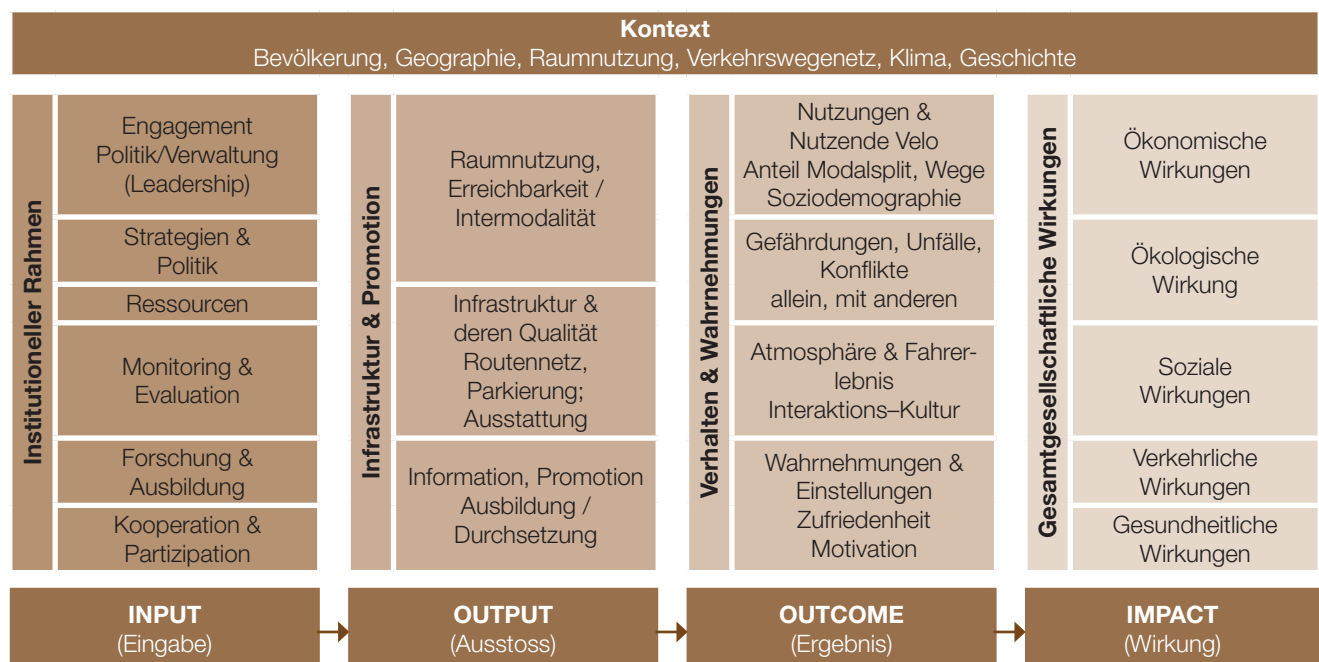 Kontext
Bevölkerung, Geographie, Raumnutzung, Verkehrswegenetz, Klima, Geschichte
Institutioneller Rahmen
Engagement
Politik/Verwaltung
(Leadership)
Strategien &
Politik
Ressourcen
Monitoring &
Evaluation
Forschung &
Ausbildung
Kooperation &
Partizipation
Infrastruktur & Promotion
Raumnutzung,
Erreichbarkeit /
Intermodalität
Infrastruktur &
deren Qualität
Routennetz,
Parkierung;
Ausstattung
Information, Promotion
Ausbildung /
Durchsetzung
Verhalten & Wahrnehmungen
Nutzungen &
Nutzende Velo
Anteil Modalsplit, Wege
Soziodemographie
Gefährdungen, Unfälle,
Konflikte
allein, mit anderen
Atmosphäre & Fahrer-
lebnis
Interaktions–Kultur
Wahrnehmungen &
Einstellungen
Zufriedenheit
Motivation
Gesamtgesellschaftliche Wirkungen
Ökonomische
Wirkungen
Ökologische
Wirkung
Soziale
Wirkungen
Verkehrliche
Wirkungen
Gesundheitliche
Wirkungen
INPUT
(Eingabe)
OUTPUT
(Ausstoss)
OUTCOME
(Ergebnis)
IMPACT
(Wirkung)